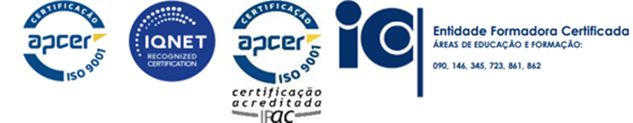 CERTIFICAÇÃO
apcer
ISO 9001
IQNET
RECOGNIZED
CERTIFICATION
CERTIFICAÇÃO
apcer
ISO 9001
certificação
acreditada
IPac
iQ
Entidade Formadora Certificada
ÁREAS DE EDUCAÇÃO E FORMAÇÃO:
090, 146, 345, 723, 861, 862